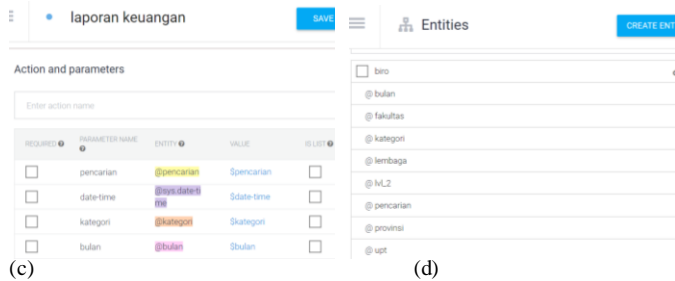 laporan keuangan
SAVE
Action and parameters
Enter action name
REQUIRED PARAMETER NAME ENTITY VALUE IS LIST
pencarian @pencarian $pencarian
date-time @sys.date-ti
me $date-time
kategori @kategori $kategori
bulan @bulan $bulan
(c)
Entities
CREATE ENT
biro
@ bulan
@ fakultas
@ kategori
@ lembaga
@ lvl_2
@ pencarian
@ provinsi
@ upt
(d)